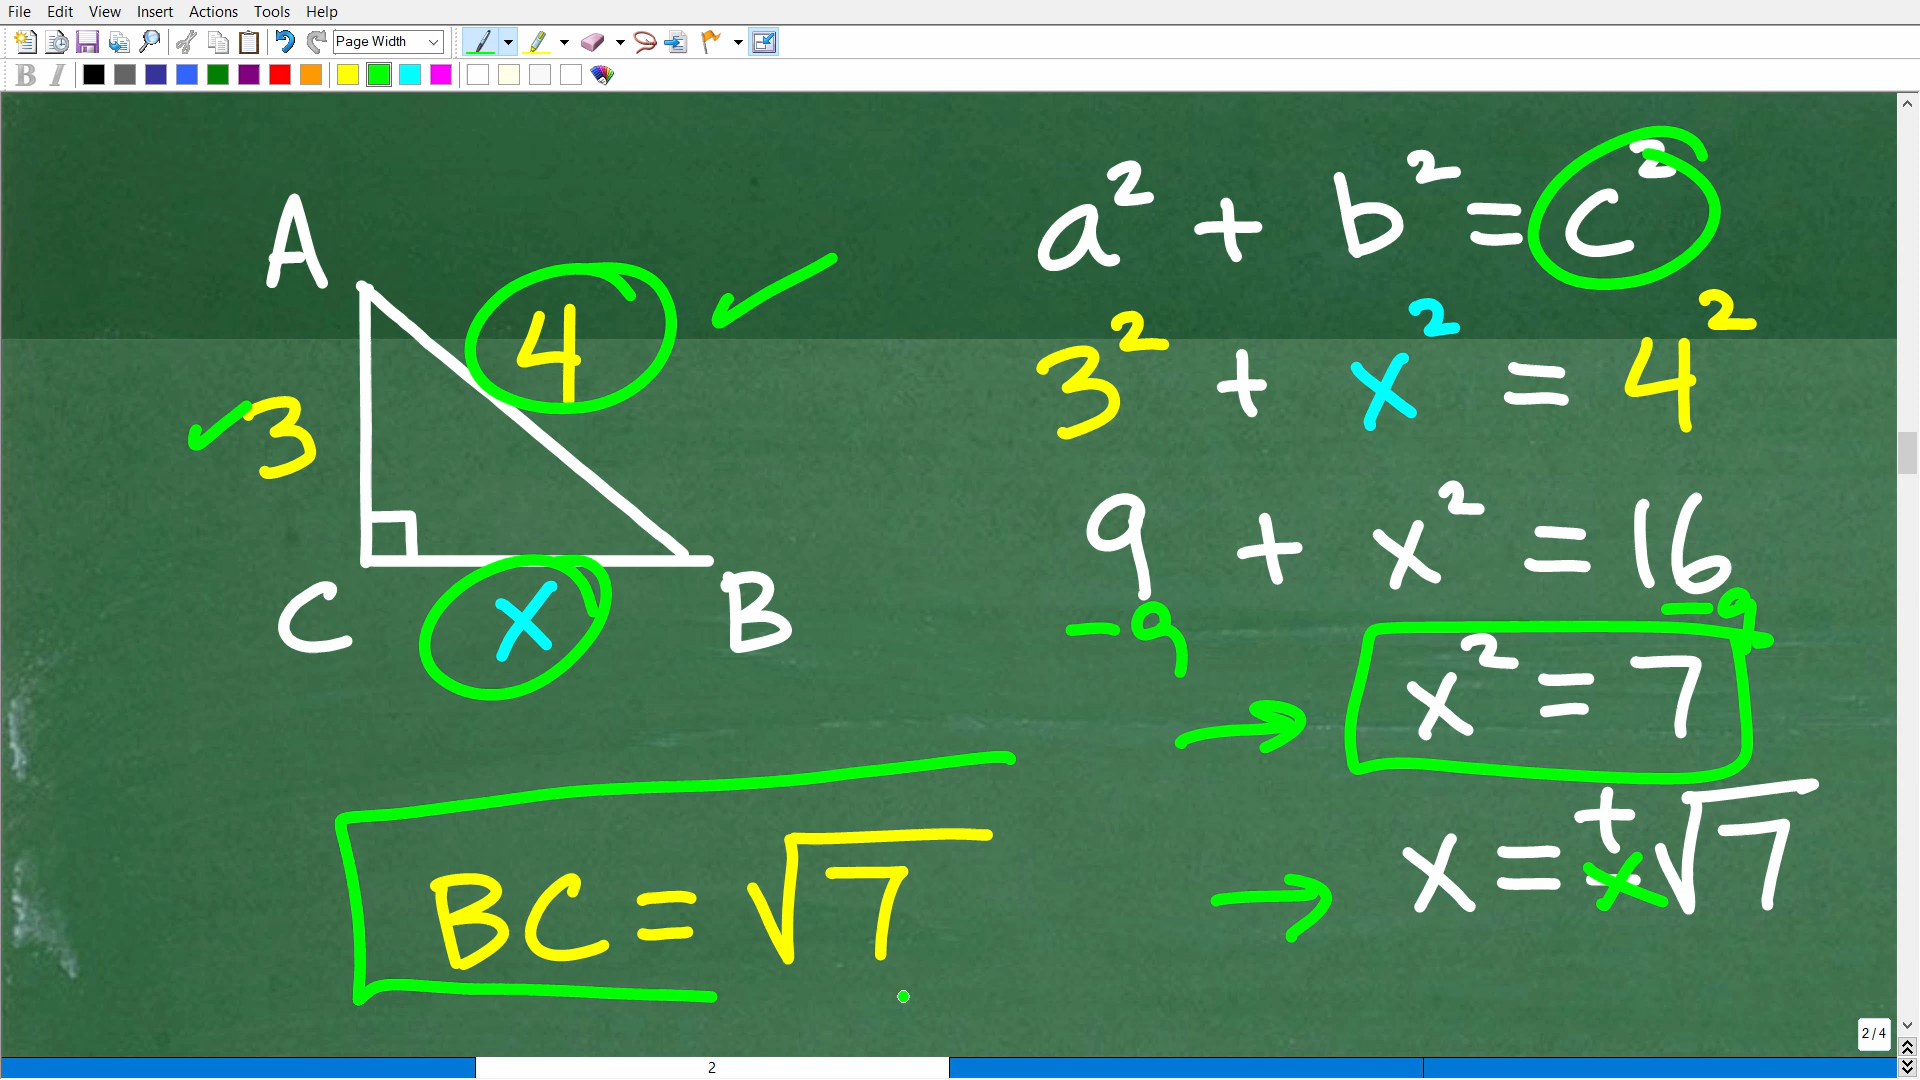 File Edit View Insert Actions Tools Help
Page Width
B I
A
4
3
C
x
B
a² + b² = c²
3² + x² = 4²
9 + x² = 16
-9 -9
x² = 7
x = ±√7
BC = √7
2 / 4
2